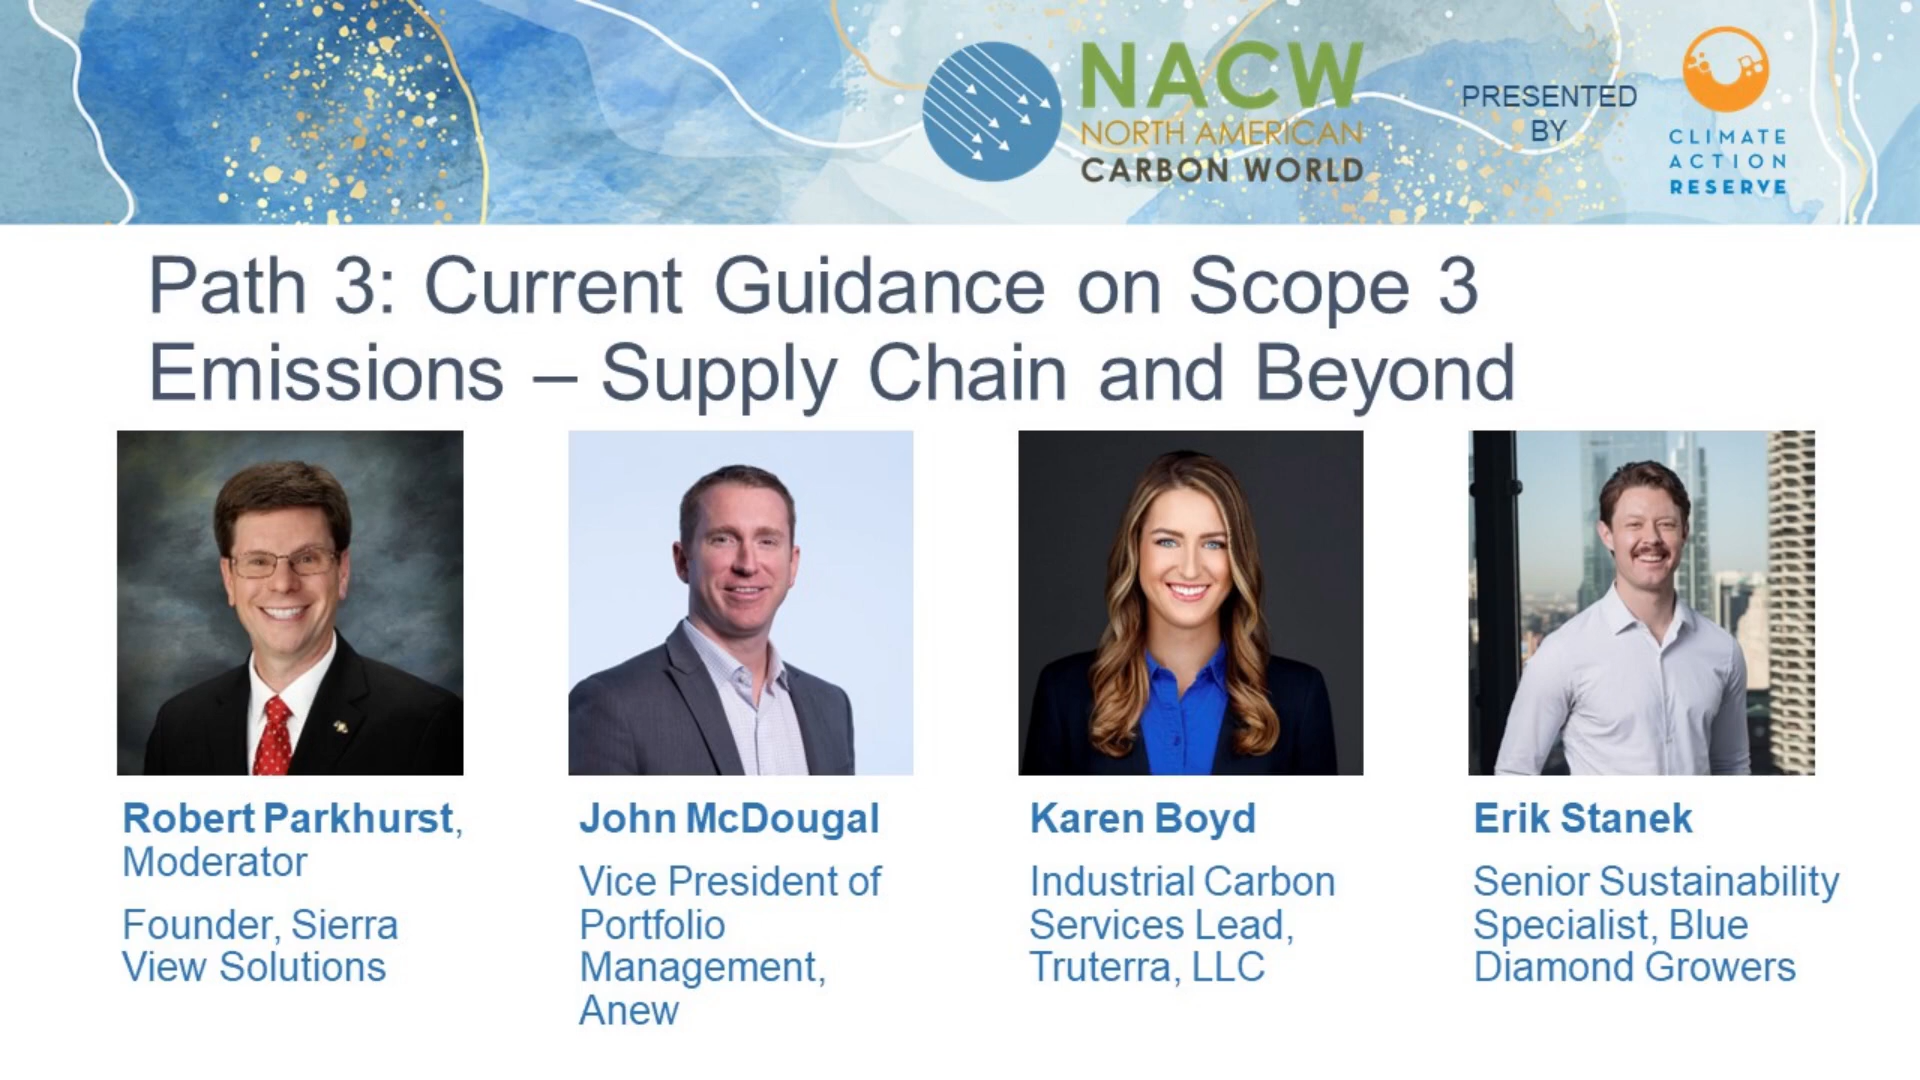 NACW
NORTH AMERICAN
CARBON WORLD
PRESENTED
BY
CLIMATE
ACTION
RESERVE
Path 3: Current Guidance on Scope 3
Emissions – Supply Chain and Beyond
Robert Parkhurst,
Moderator
Founder, Sierra
View Solutions
John McDougal
Vice President of
Portfolio
Management,
Anew
Karen Boyd
Industrial Carbon
Services Lead,
Truterra, LLC
Erik Stanek
Senior Sustainability
Specialist, Blue
Diamond Growers